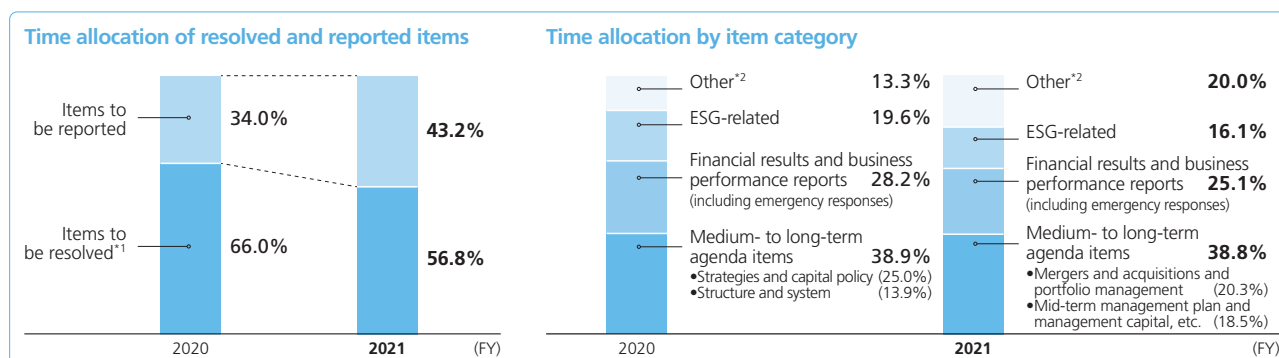 Time allocation of resolved and reported items
Items to
be reported
34.0%
43.2%
Items to
be resolved*1
66.0%
56.8%
2020
2021
(FY)
Time allocation by item category
Other*2
13.3%
ESG-related
19.6%
Financial results and business
performance reports 28.2%
(including emergency responses)
Medium- to long-term
agenda items 38.9%
•Strategies and capital policy (25.0%)
•Structure and system (13.9%)
Other*2
20.0%
ESG-related
16.1%
Financial results and business
performance reports 25.1%
(including emergency responses)
Medium- to long-term
agenda items 38.8%
•Mergers and acquisitions and
portfolio management (20.3%)
•Mid-term management plan and
management capital, etc. (18.5%)
2020
2021
(FY)